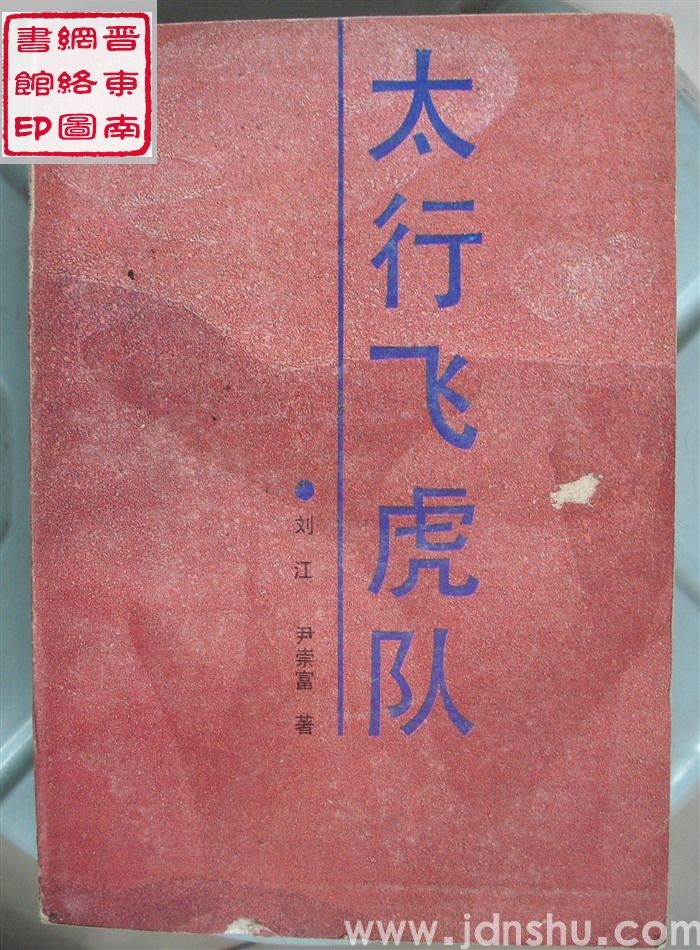 晋東南
網絡圖
書館印
太行飞虎队
刘江 尹崇富 著
www.jdnshu.com